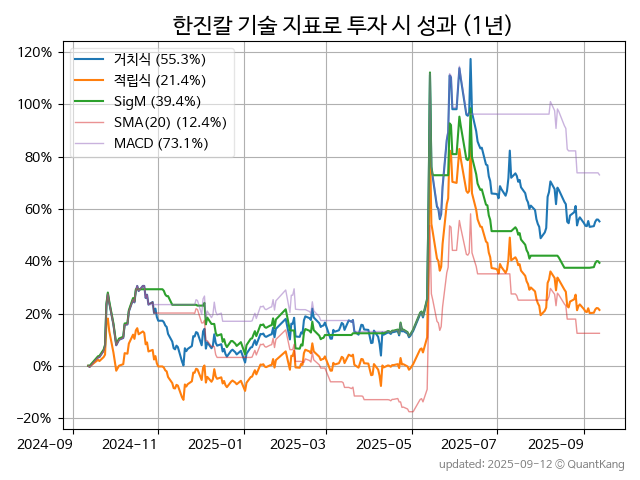 한진칼 기술 지표로 투자 시 성과 (1년)
120%
100%
80%
60%
40%
20%
0%
−20%
거치식 (55.3%)
적립식 (21.4%)
SigM (39.4%)
SMA(20) (12.4%)
MACD (73.1%)
2024-09
2024-11
2025-01
2025-03
2025-05
2025-07
2025-09
updated: 2025-09-12 © QuantKang